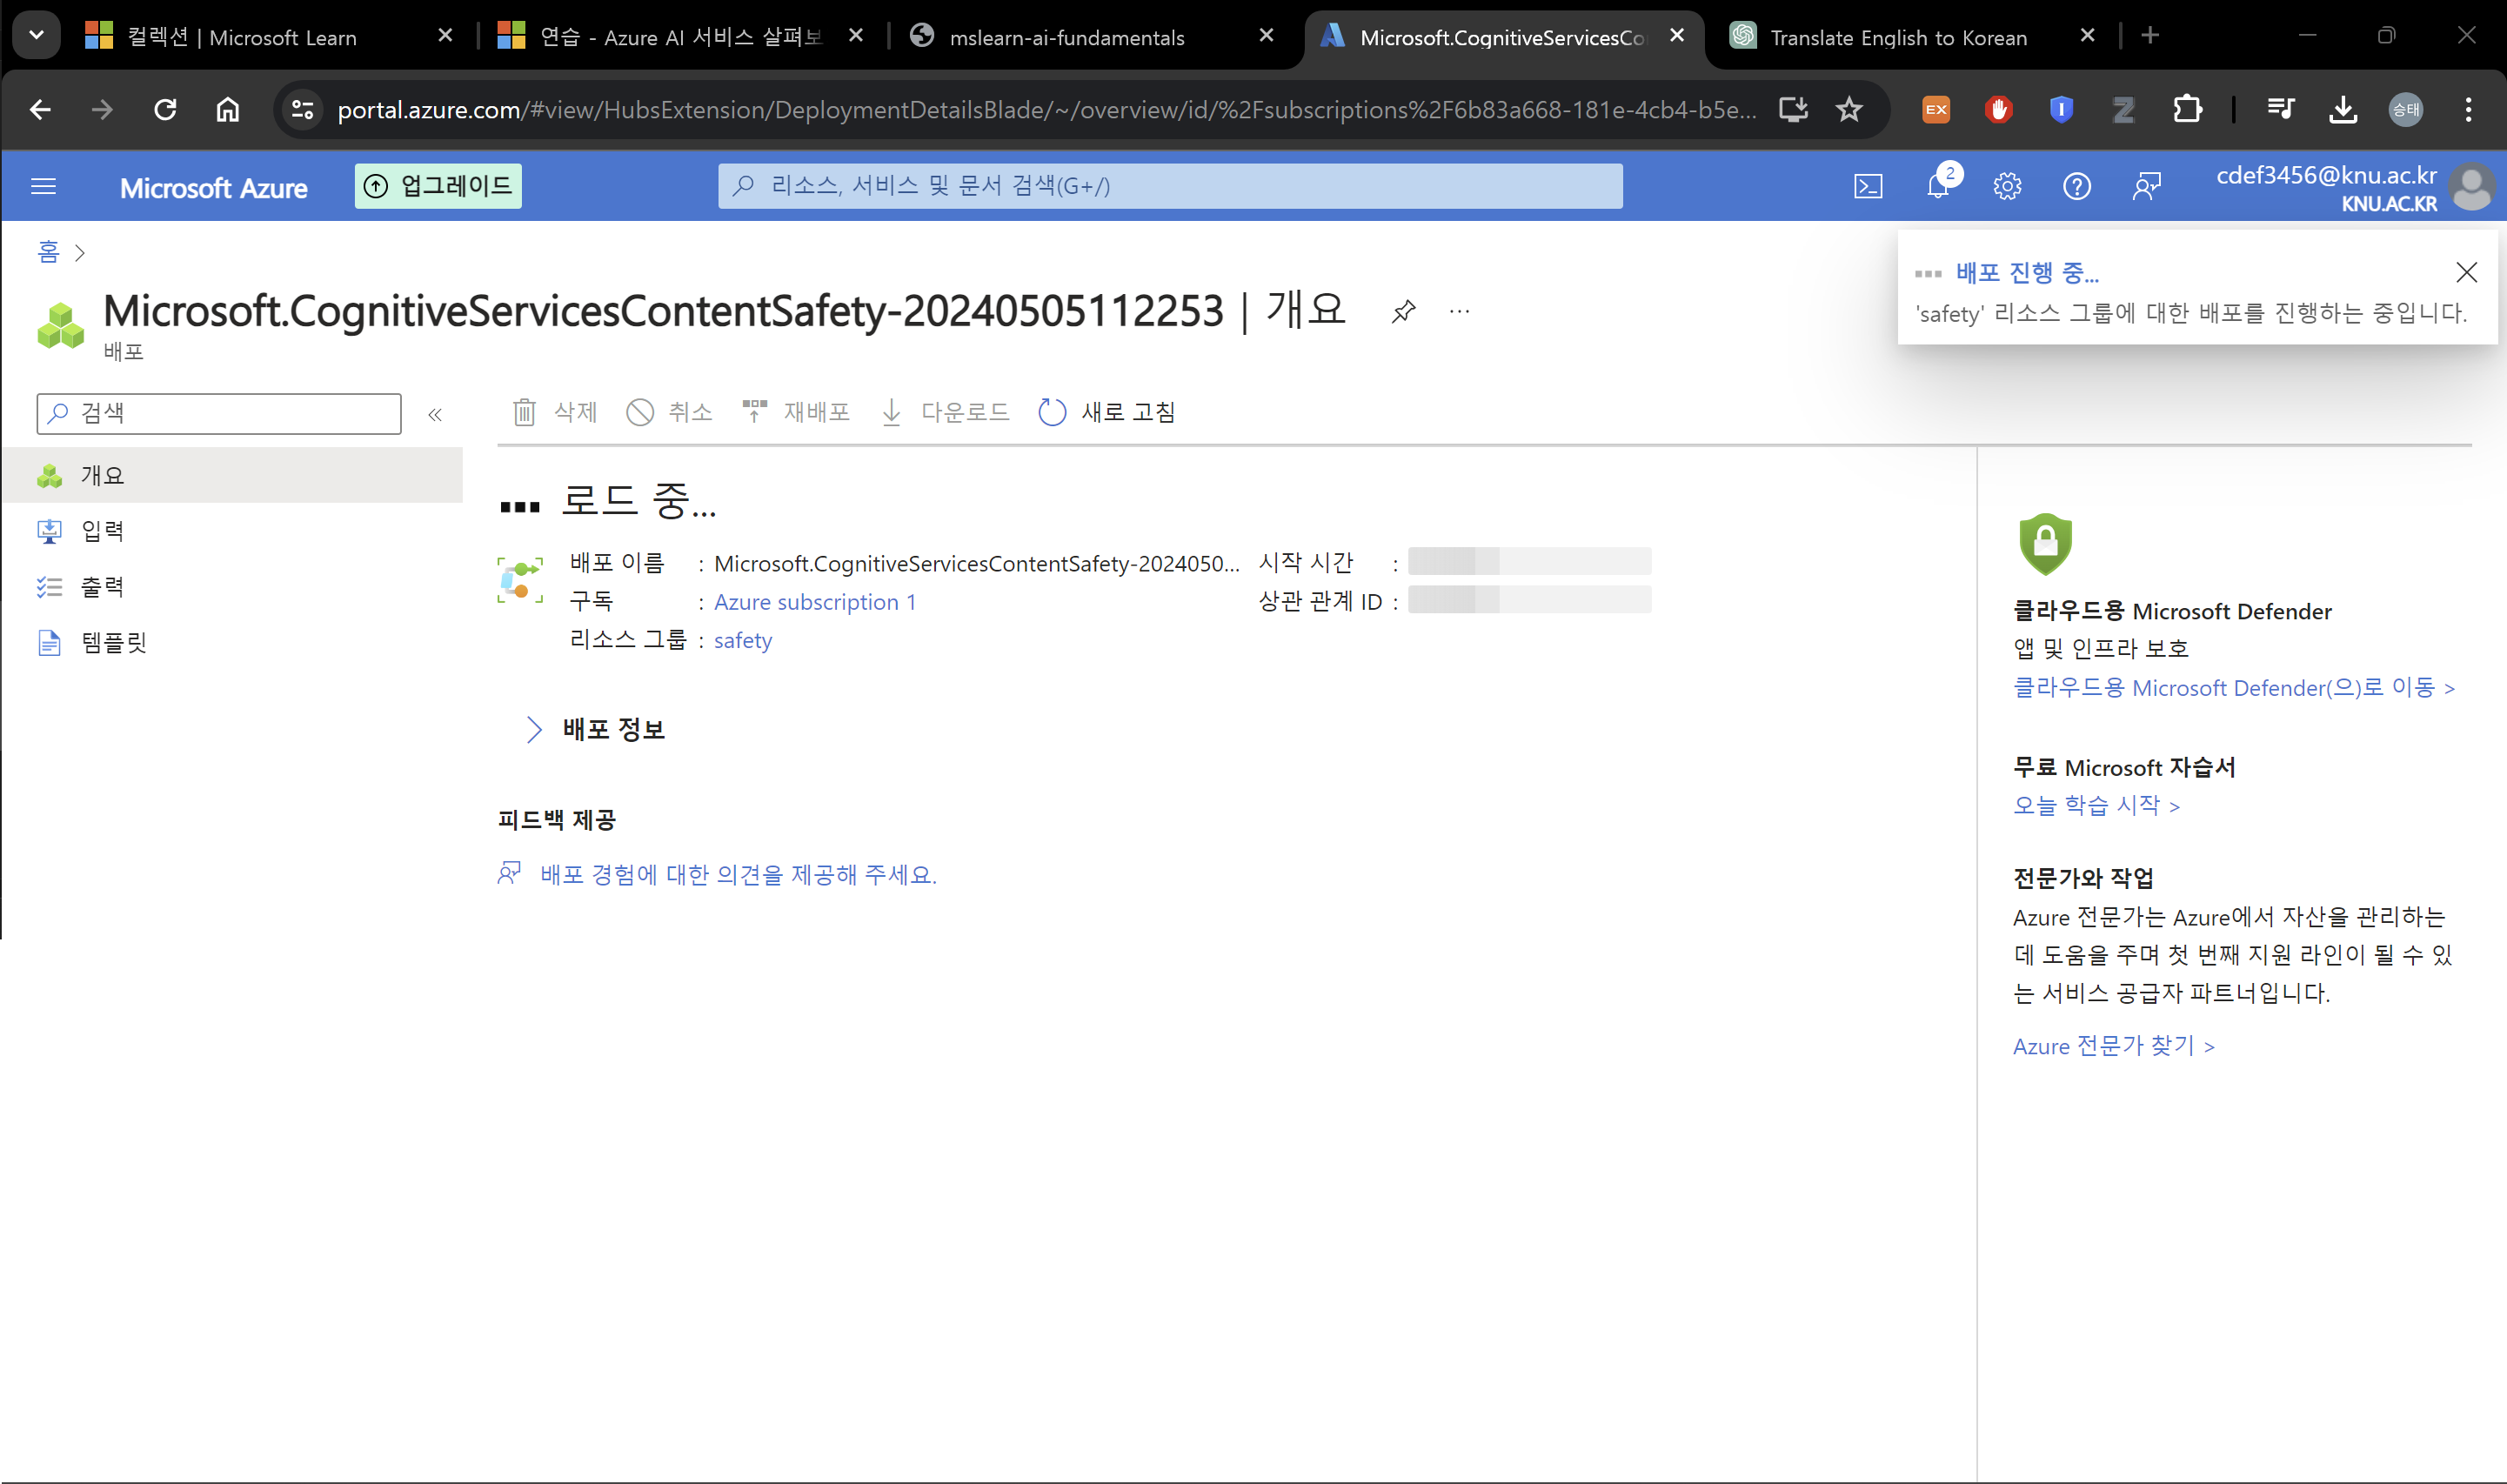 컬렉션 | Microsoft Learn
연습 - Azure AI 서비스 살펴보
mslearn-ai-fundamentals
Microsoft.CognitiveServicesCo
Translate English to Korean
portal.azure.com/#view/HubsExtension/DeploymentDetailsBlade/~/overview/id/%2Fsubscriptions%2F6b83a668-181e-4cb4-b5e...
EX
승태
Microsoft Azure
업그레이드
리소스, 서비스 및 문서 검색(G+/)
2
cdef3456@knu.ac.kr
KNU.AC.KR
홈
배포 진행 중...
'safety' 리소스 그룹에 대한 배포를 진행하는 중입니다.
Microsoft.CognitiveServicesContentSafety-20240505112253 | 개요
배포
검색
삭제
취소
재배포
다운로드
새로 고침
개요
입력
출력
템플릿
로드 중...
배포 이름 : Microsoft.CognitiveServicesContentSafety-2024050...
구독 : Azure subscription 1
리소스 그룹 : safety
시작 시간 :
상관 관계 ID :
배포 정보
피드백 제공
배포 경험에 대한 의견을 제공해 주세요.
클라우드용 Microsoft Defender
앱 및 인프라 보호
클라우드용 Microsoft Defender(으)로 이동 >
무료 Microsoft 자습서
오늘 학습 시작 >
전문가와 작업
Azure 전문가는 Azure에서 자산을 관리하는
데 도움을 주며 첫 번째 지원 라인이 될 수 있
는 서비스 공급자 파트너입니다.
Azure 전문가 찾기 >